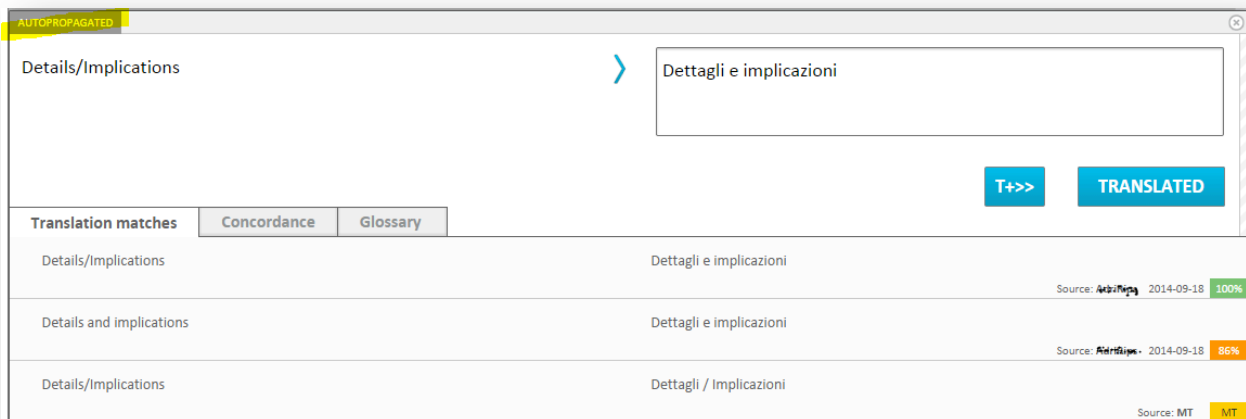 AUTOPROPAGATED
Details/Implications
Dettagli e implicazioni
T+>> TRANSLATED
Translation matches Concordance Glossary
Details/Implications Dettagli e implicazioni
Source: 2014-09-18 100%
Details and implications Dettagli e implicazioni
Source: 2014-09-18 86%
Details/Implications Dettagli / Implicazioni
Source: MT MT